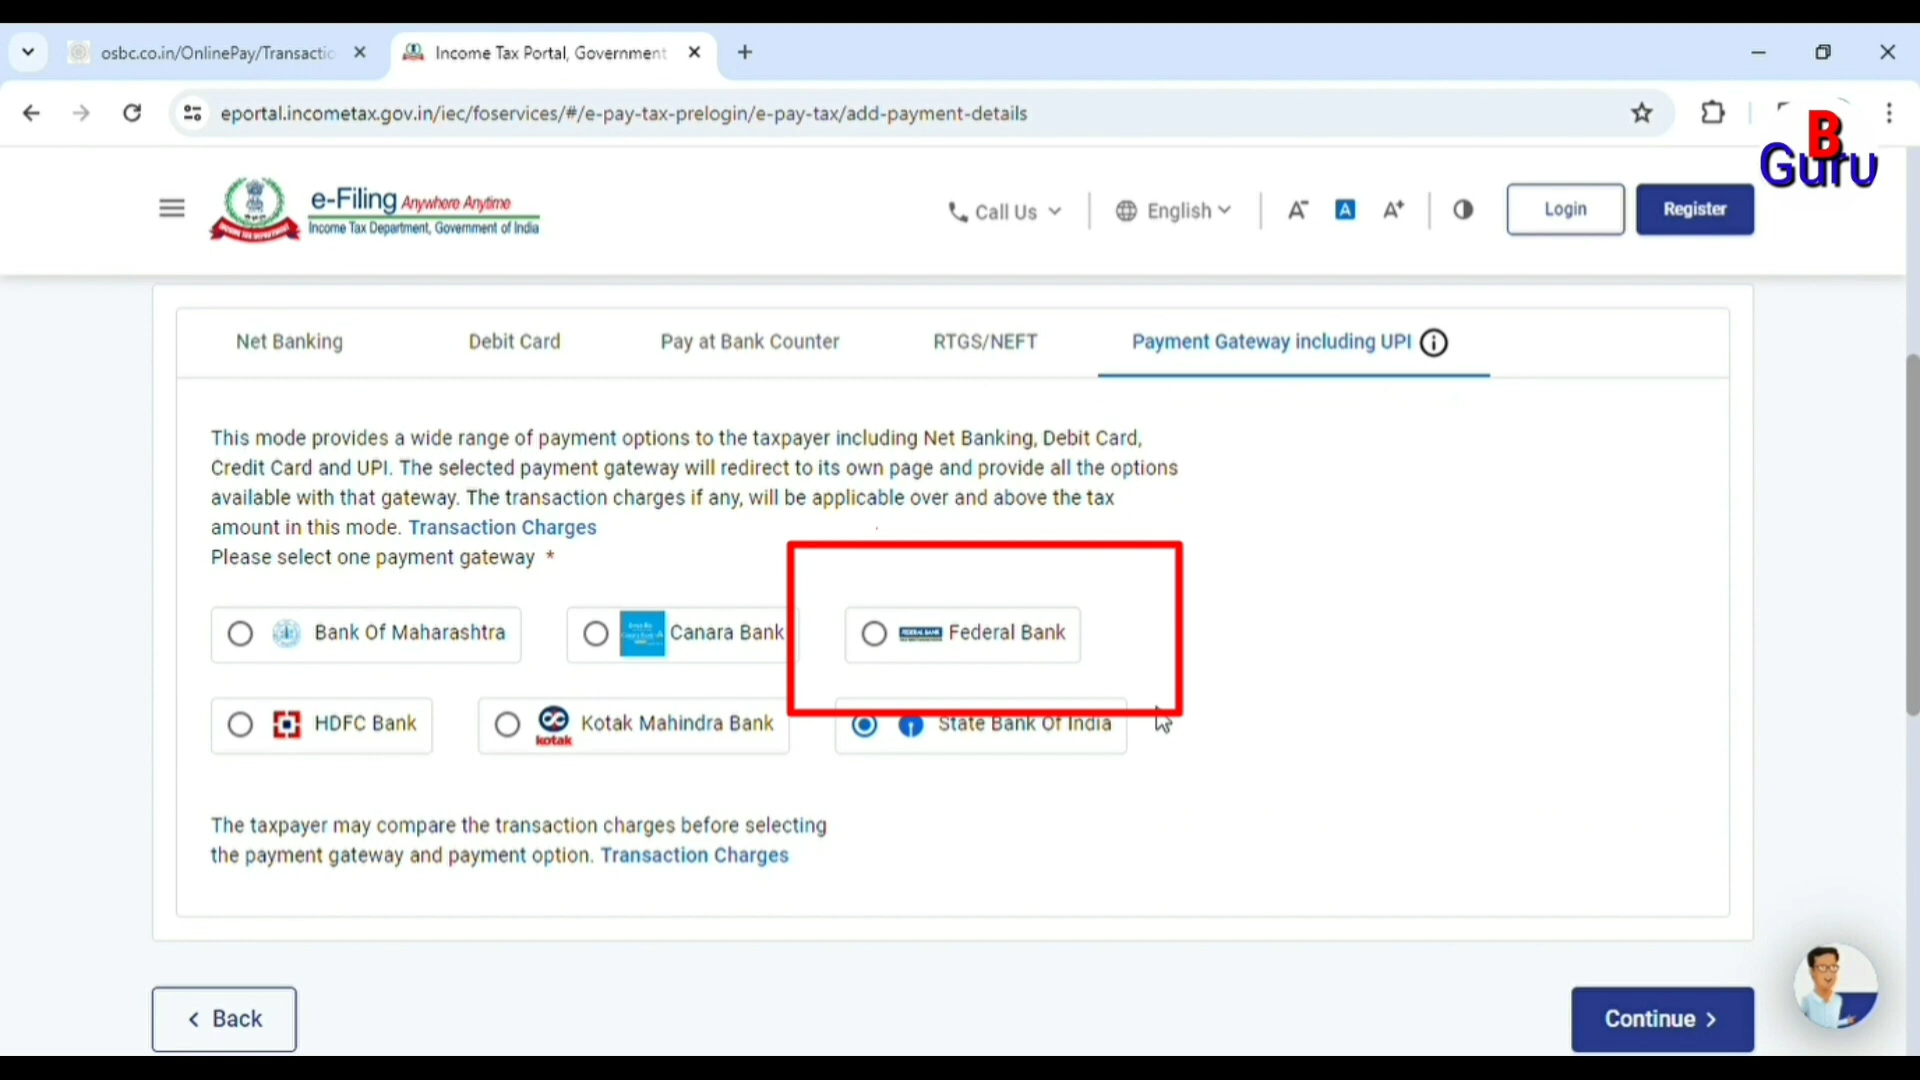 osbc.co.in/OnlinePay/Transactio
Income Tax Portal, Government
eportal.incometax.gov.in/iec/foservices/#/e-pay-tax-prelogin/e-pay-tax/add-payment-details
B
Guru
e-Filing Anywhere Anytime
Income Tax Department, Government of India
INCOME TAX DEPARTMENT
Call Us
English
A-
A
A+
Login
Register
Net Banking
Debit Card
Pay at Bank Counter
RTGS/NEFT
Payment Gateway including UPI
This mode provides a wide range of payment options to the taxpayer including Net Banking, Debit Card,
Credit Card and UPI. The selected payment gateway will redirect to its own page and provide all the options
available with that gateway. The transaction charges if any, will be applicable over and above the tax
amount in this mode. Transaction Charges
Please select one payment gateway *
Bank Of Maharashtra
Canara Bank
FEDERAL BANK
Federal Bank
HDFC Bank
kotak
Kotak Mahindra Bank
State Bank Of India
The taxpayer may compare the transaction charges before selecting
the payment gateway and payment option. Transaction Charges
< Back
Continue >